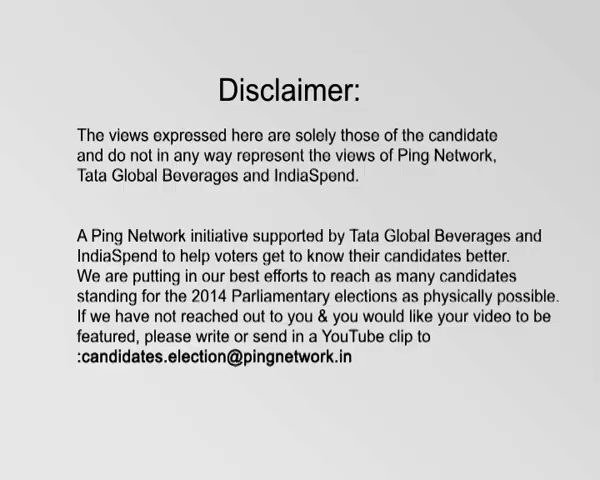 Disclaimer:
The views expressed here are solely those of the candidate
and do not in any way represent the views of Ping Network,
Tata Global Beverages and IndiaSpend.
A Ping Network initiative supported by Tata Global Beverages and
IndiaSpend to help voters get to know their candidates better.
We are putting in our best efforts to reach as many candidates
standing for the 2014 Parliamentary elections as physically possible.
If we have not reached out to you & you would like your video to be
featured, please write or send in a YouTube clip to
:candidates.election@pingnetwork.in